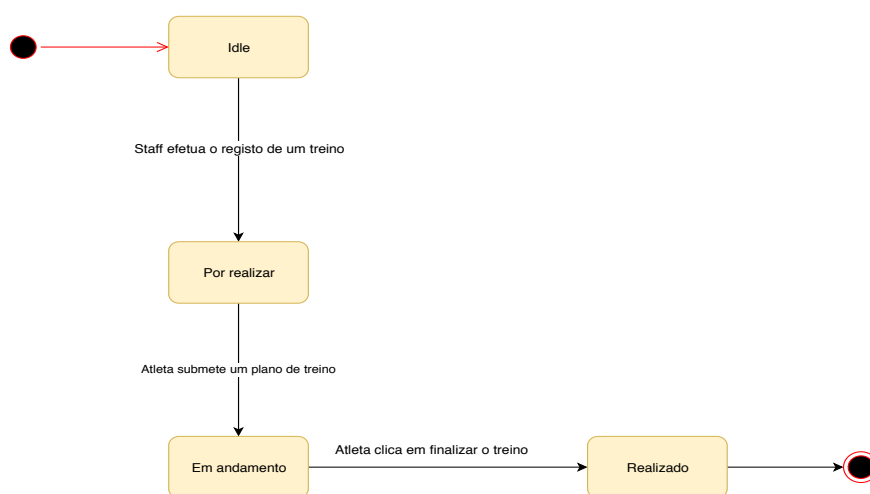 Idle
Staff efetua o registo de um treino
Por realizar
Atleta submete um plano de treino
Em andamento
Atleta clica em finalizar o treino
Realizado